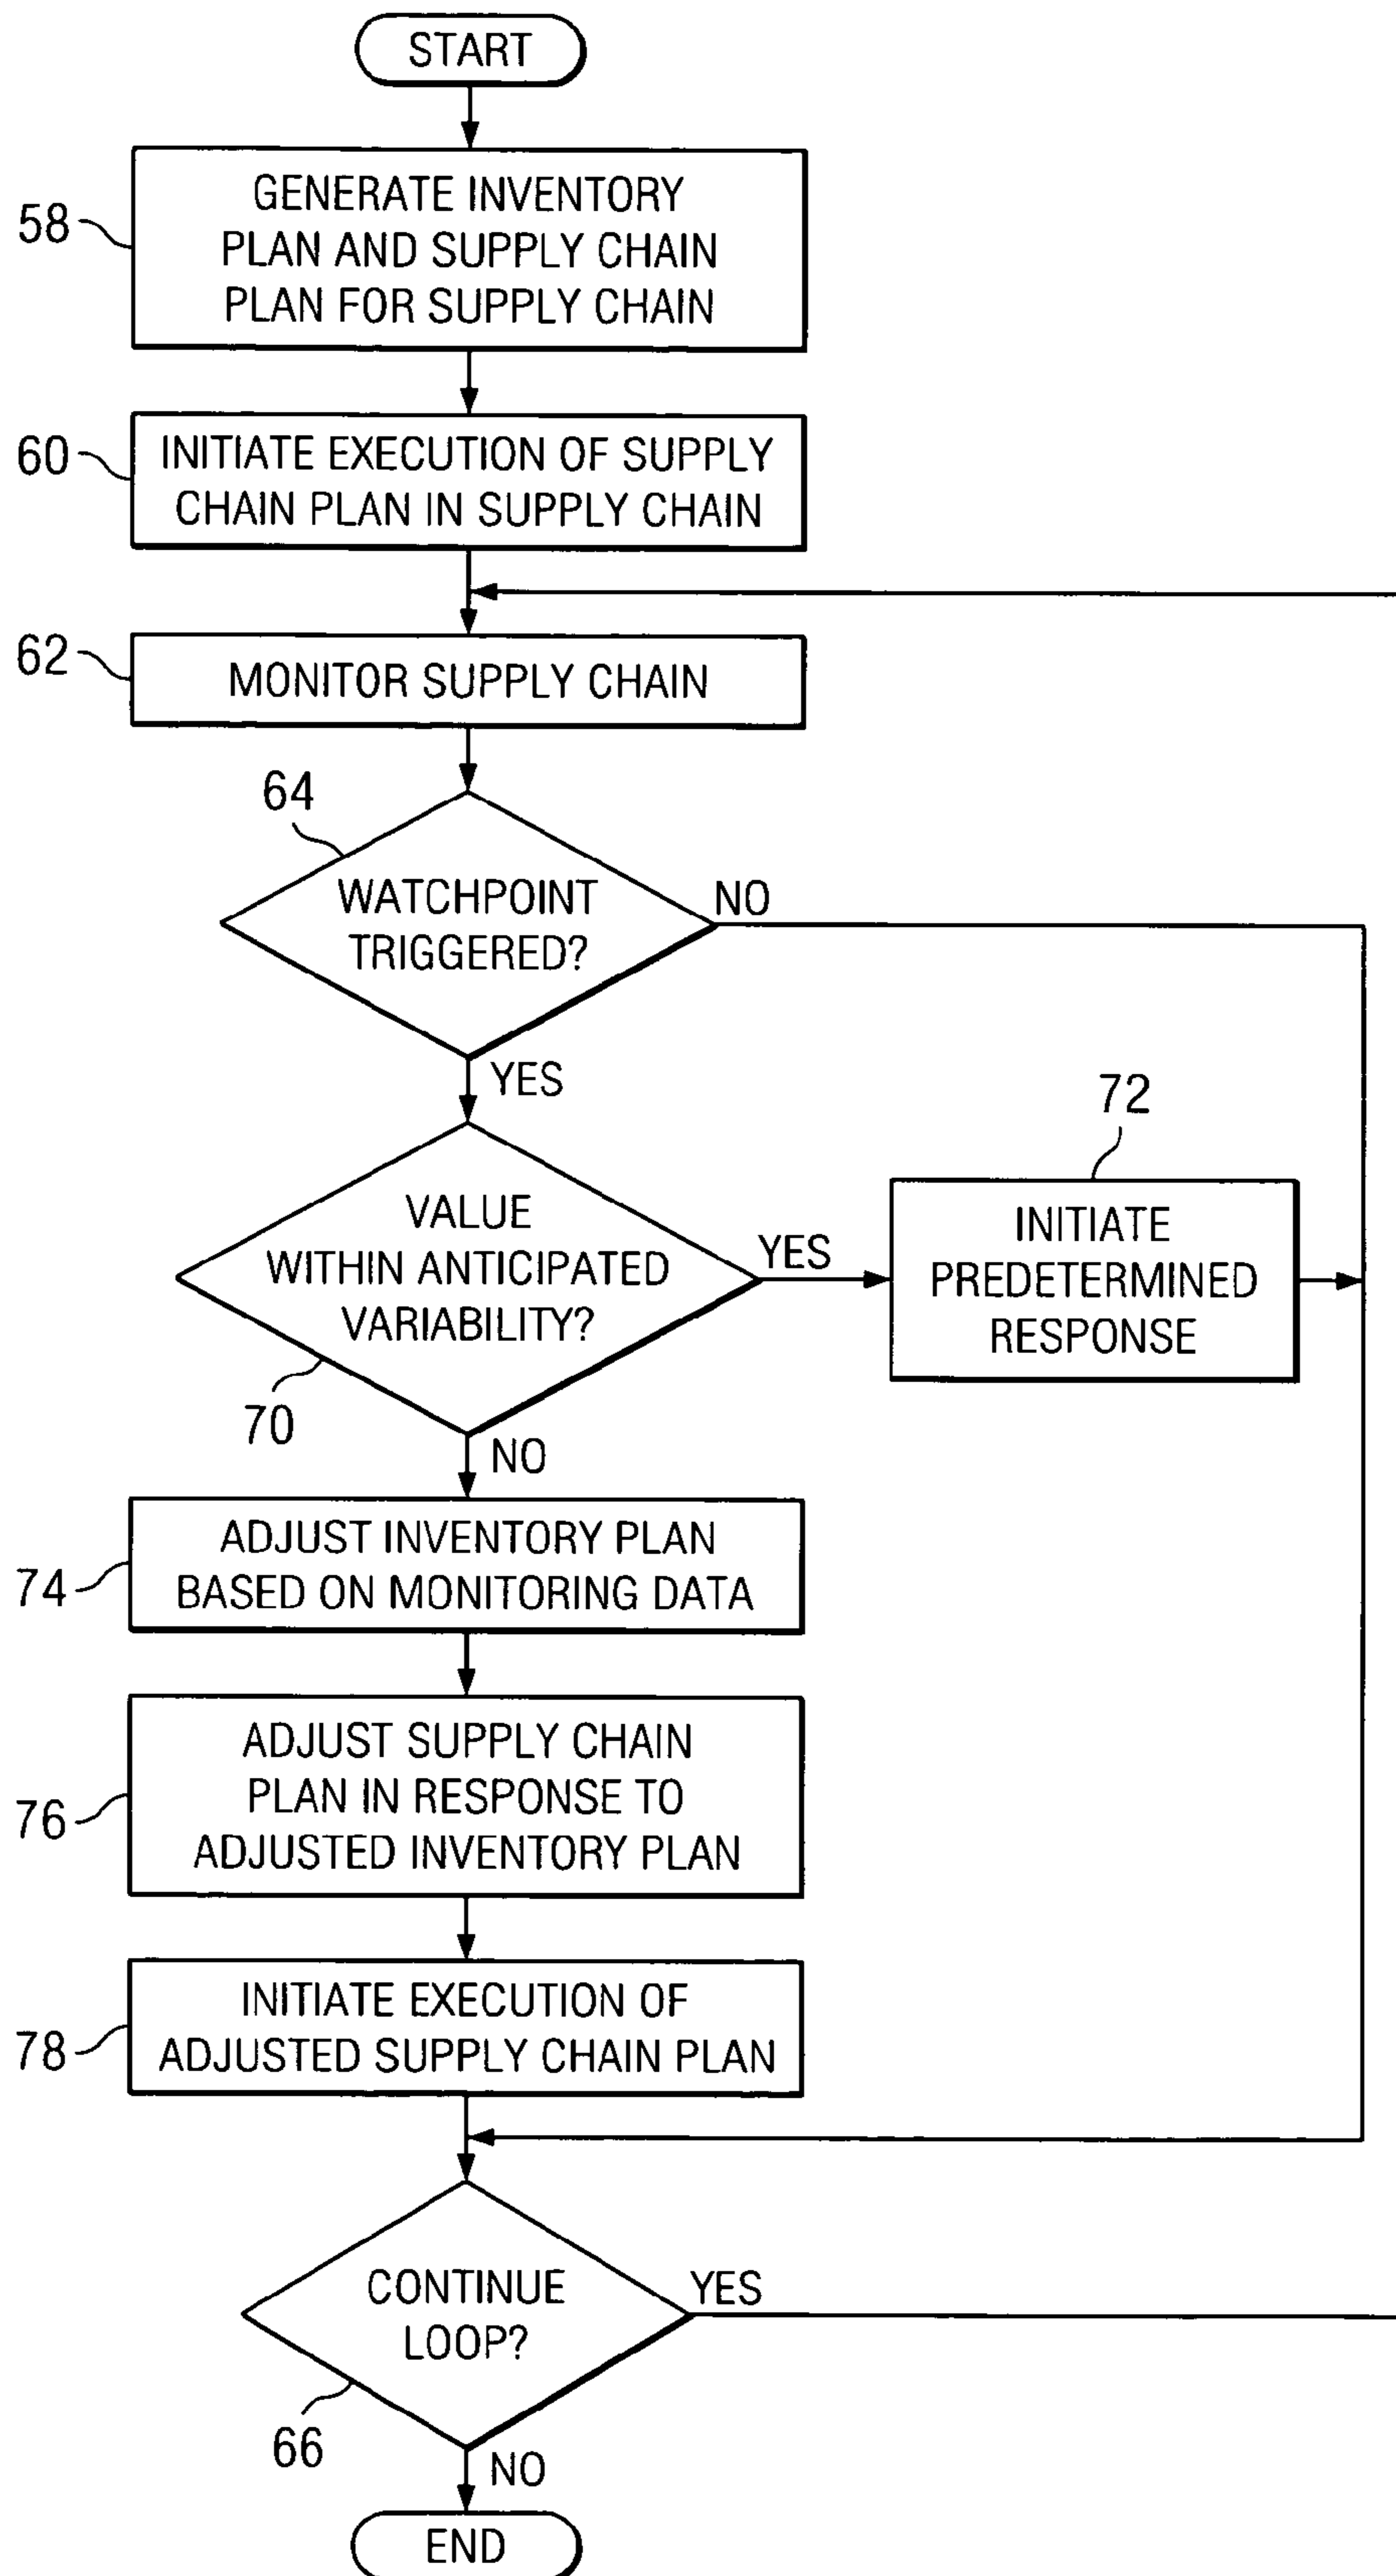 START
58
GENERATE INVENTORY
PLAN AND SUPPLY CHAIN
PLAN FOR SUPPLY CHAIN
60
INITIATE EXECUTION OF SUPPLY
CHAIN PLAN IN SUPPLY CHAIN
62
MONITOR SUPPLY CHAIN
64
WATCHPOINT
TRIGGERED?
NO
YES
72
VALUE
WITHIN ANTICIPATED
VARIABILITY?
YES
INITIATE
PREDETERMINED
RESPONSE
70
NO
74
ADJUST INVENTORY PLAN
BASED ON MONITORING DATA
76
ADJUST SUPPLY CHAIN
PLAN IN RESPONSE TO
ADJUSTED INVENTORY PLAN
78
INITIATE EXECUTION OF
ADJUSTED SUPPLY CHAIN PLAN
CONTINUE
LOOP?
YES
66
NO
END